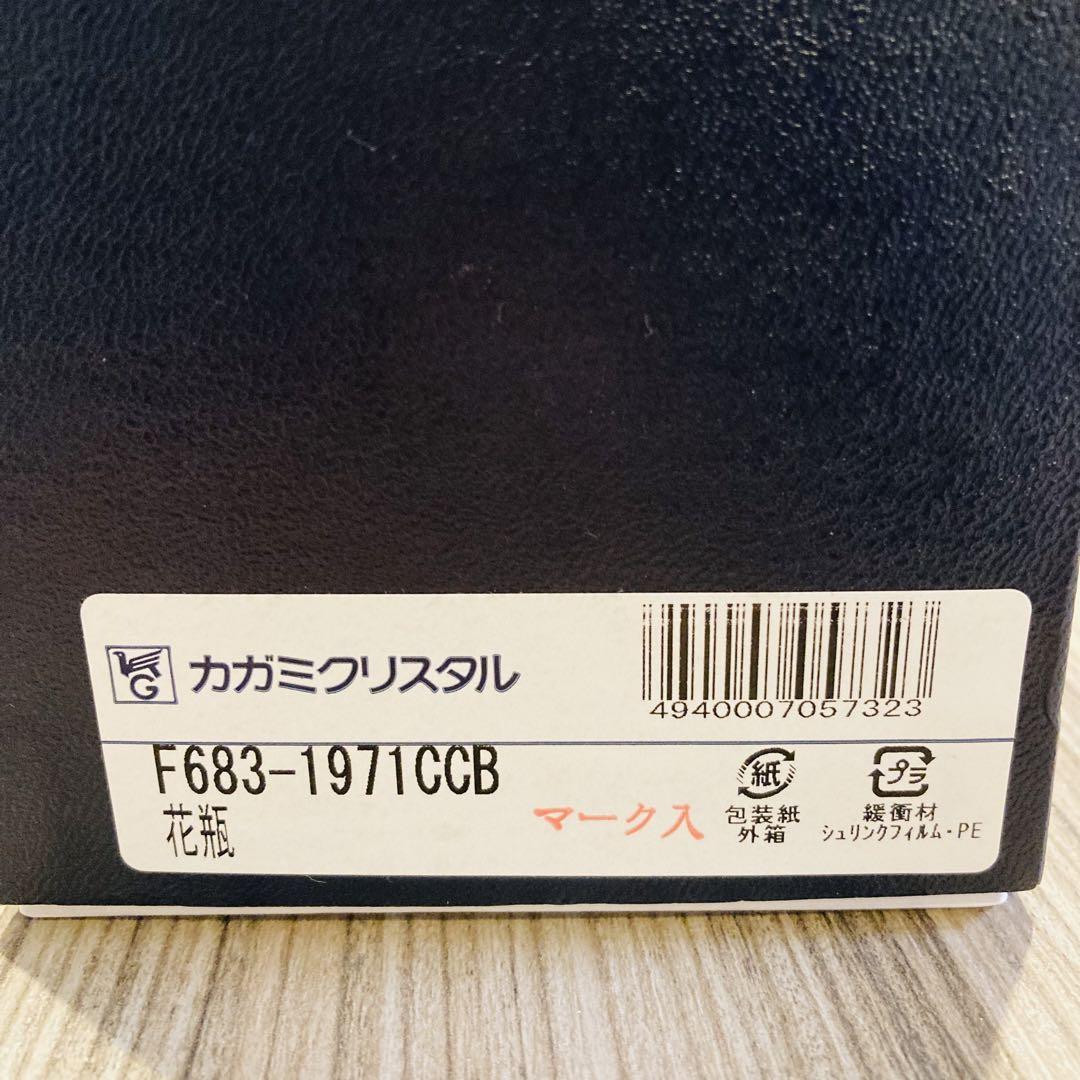 G カガミクリスタル
4940007057323
F683-1971CCB
花瓶
マーク入
紙
包装紙
外箱
プラ
緩衝材
シュリンクフィルム・PE